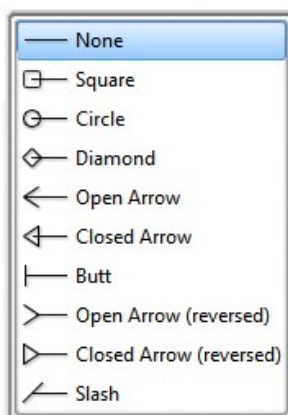 None
Square
Circle
Diamond
Open Arrow
Closed Arrow
Butt
Open Arrow (reversed)
Closed Arrow (reversed)
Slash